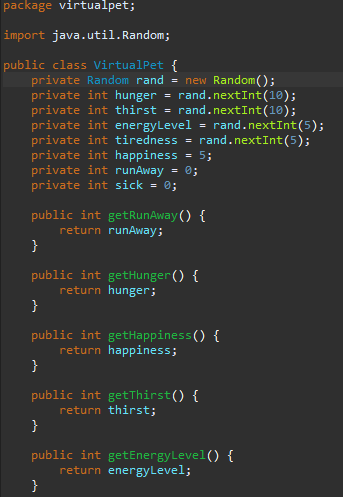 package virtualpet;
import java.util.Random;
public class VirtualPet {
    private Random rand = new Random();
    private int hunger = rand.nextInt(10);
    private int thirst = rand.nextInt(10);
    private int energyLevel = rand.nextInt(5);
    private int tiredness = rand.nextInt(5);
    private int happiness = 5;
    private int runAway = 0;
    private int sick = 0;
    public int getRunAway() {
        return runAway;
    }
    public int getHunger() {
        return hunger;
    }
    public int getHappiness() {
        return happiness;
    }
    public int getThirst() {
        return thirst;
    }
    public int getEnergyLevel() {
        return energyLevel;
    }